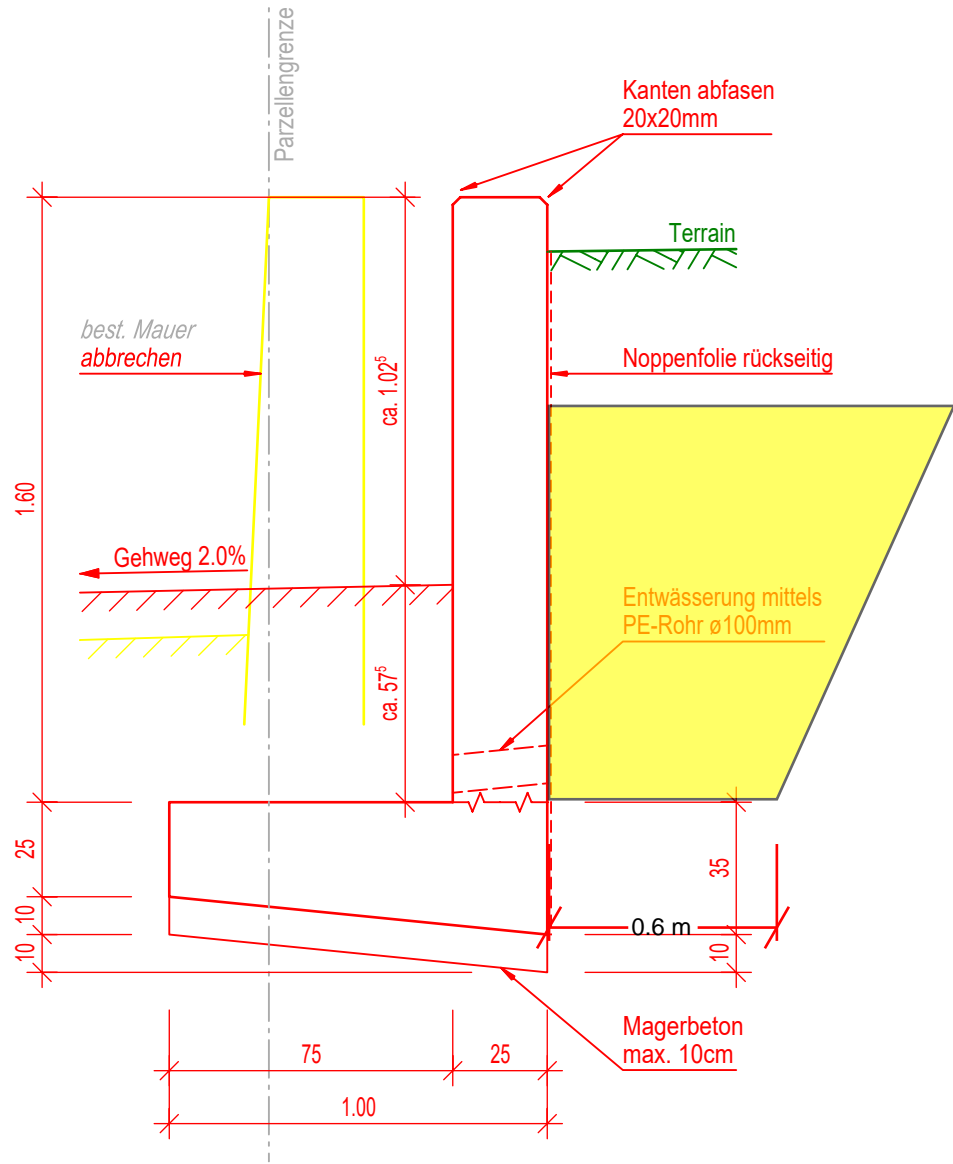 Parzellengrenze
Kanten abfasen
20x20mm
Terrain
best. Mauer
abbrechen
Noppenfolie rückseitig
ca. 1.02⁵
1.60
Gehweg 2.0%
Entwässerung mittels
PE-Rohr ø100mm
ca. 57⁵
25
10
10
35
10
0.6 m
Magerbeton
max. 10cm
75
25
1.00